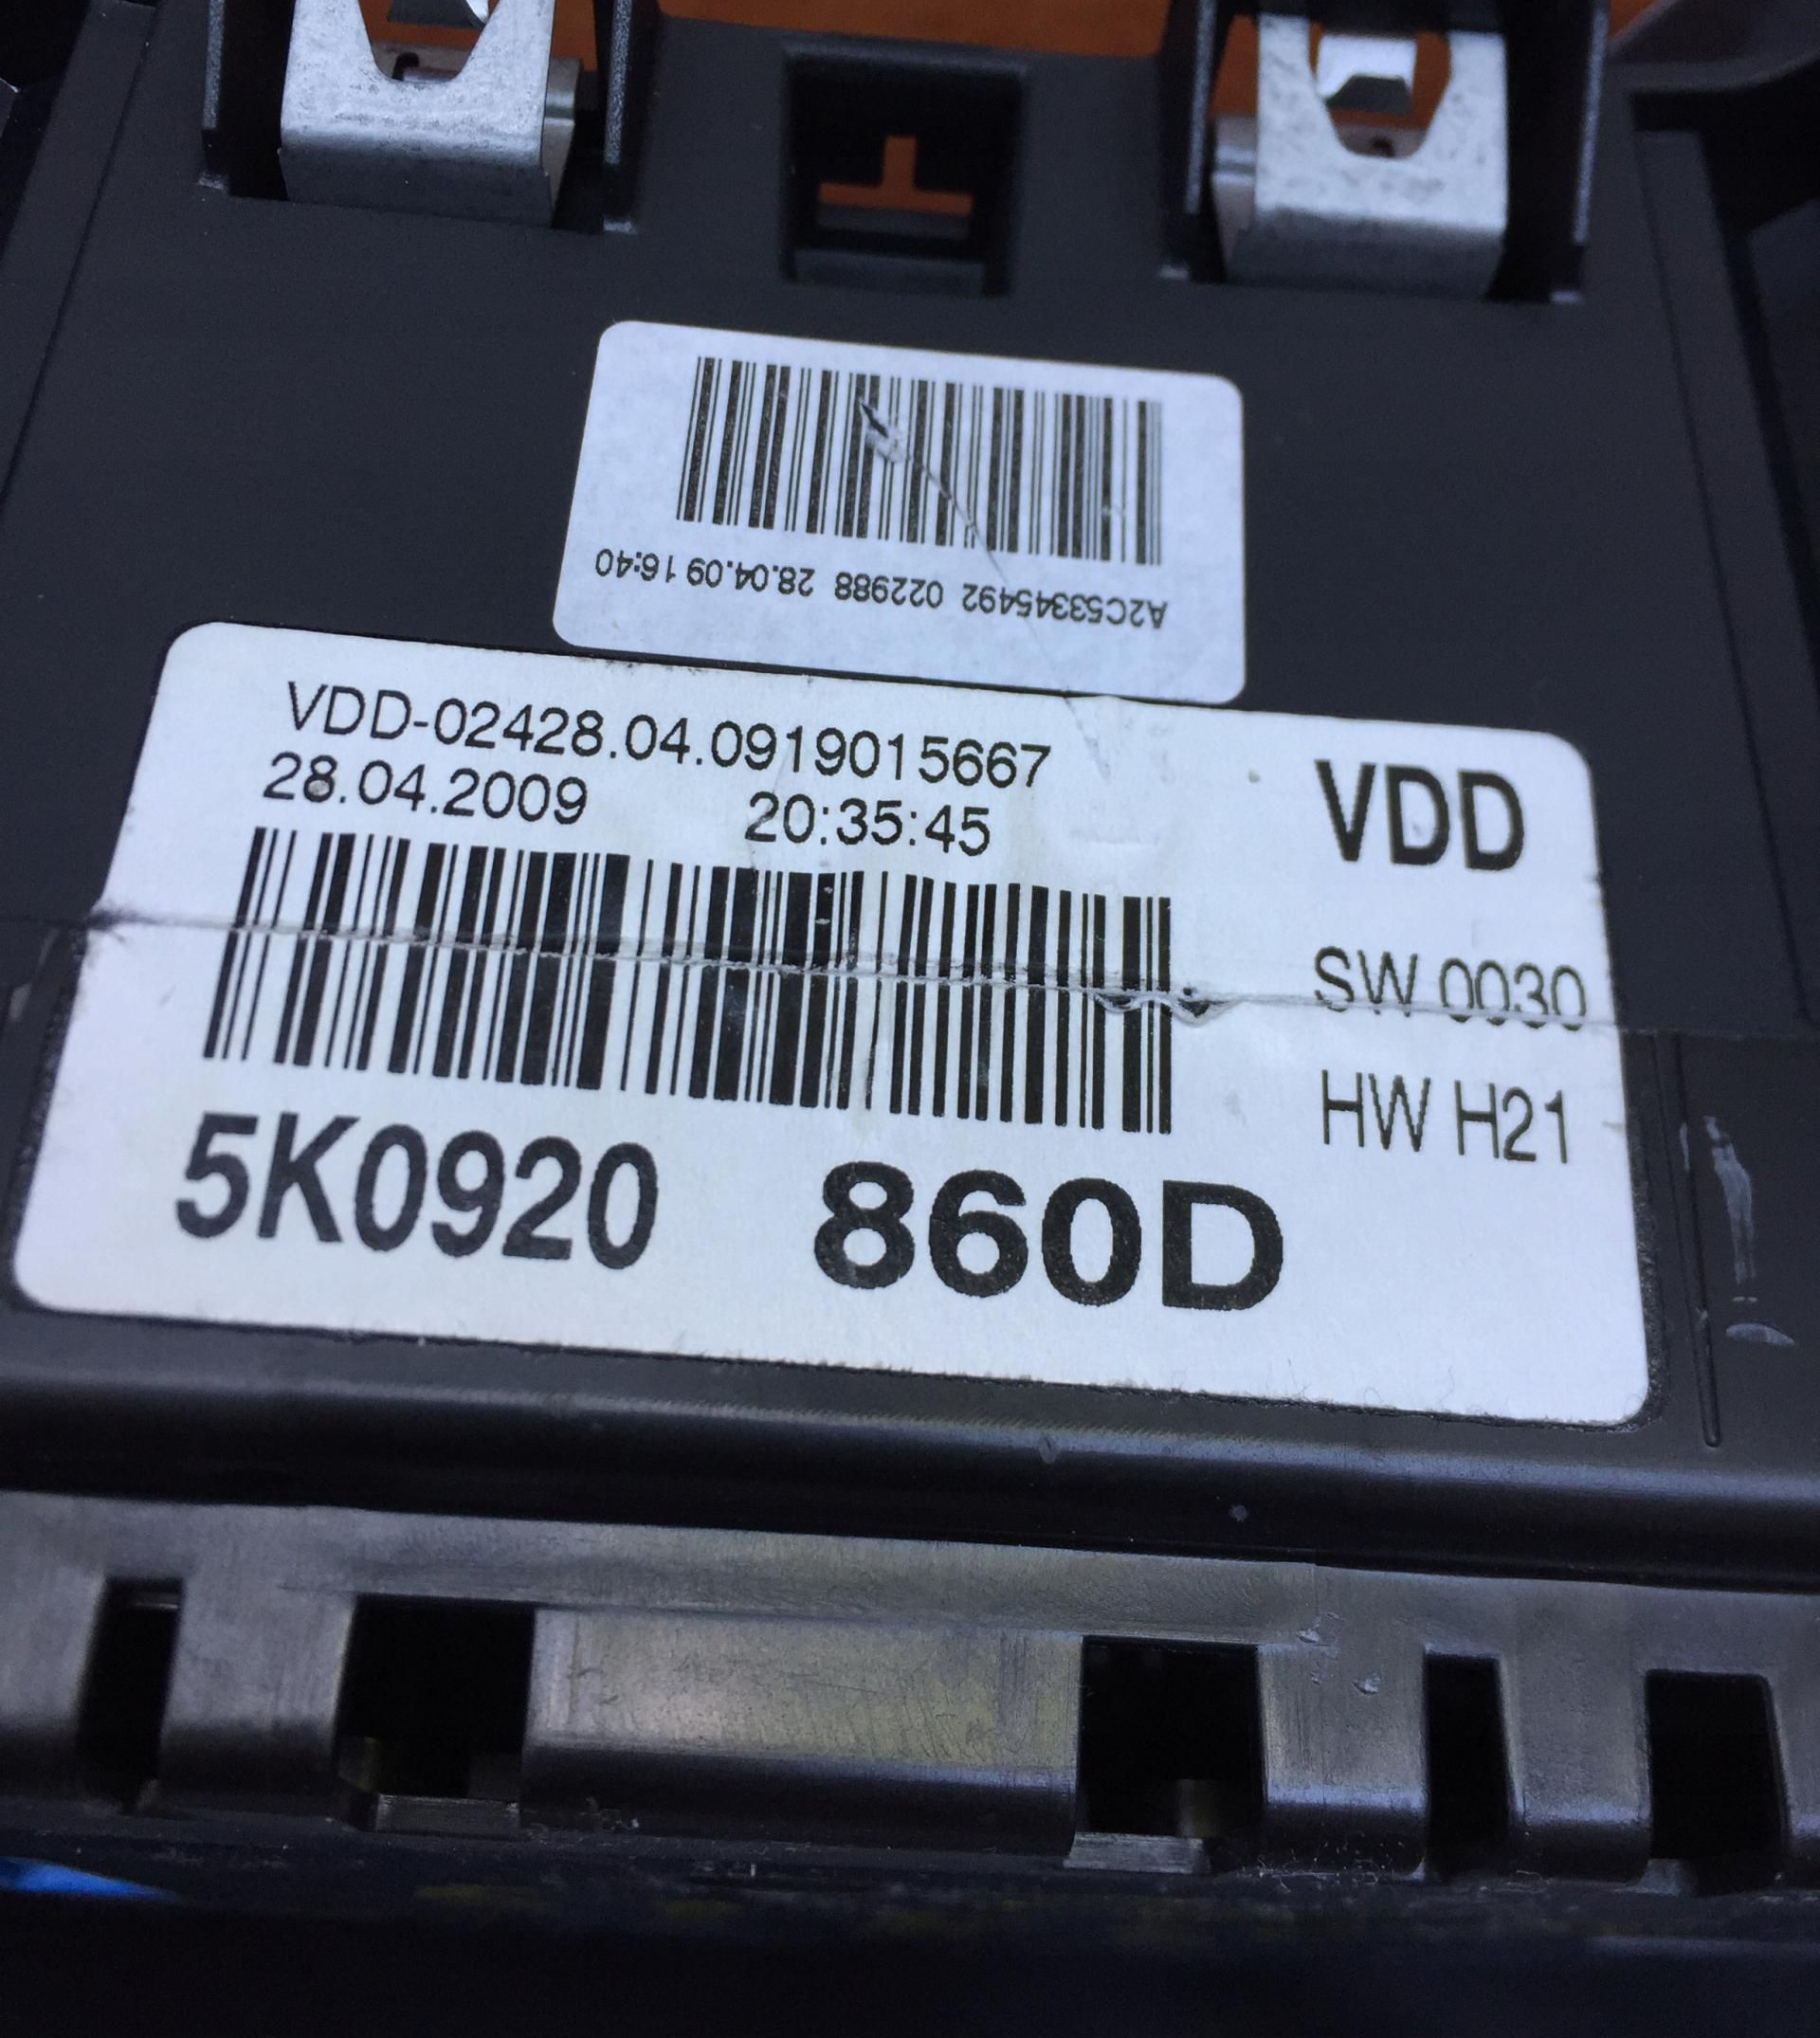 A2C53345492 022988 28.04.09 16:40
VDD-02428.04.0919015667
28.04.2009 20:35:45
VDD
SW 0030
HW H21
5K0920 860D